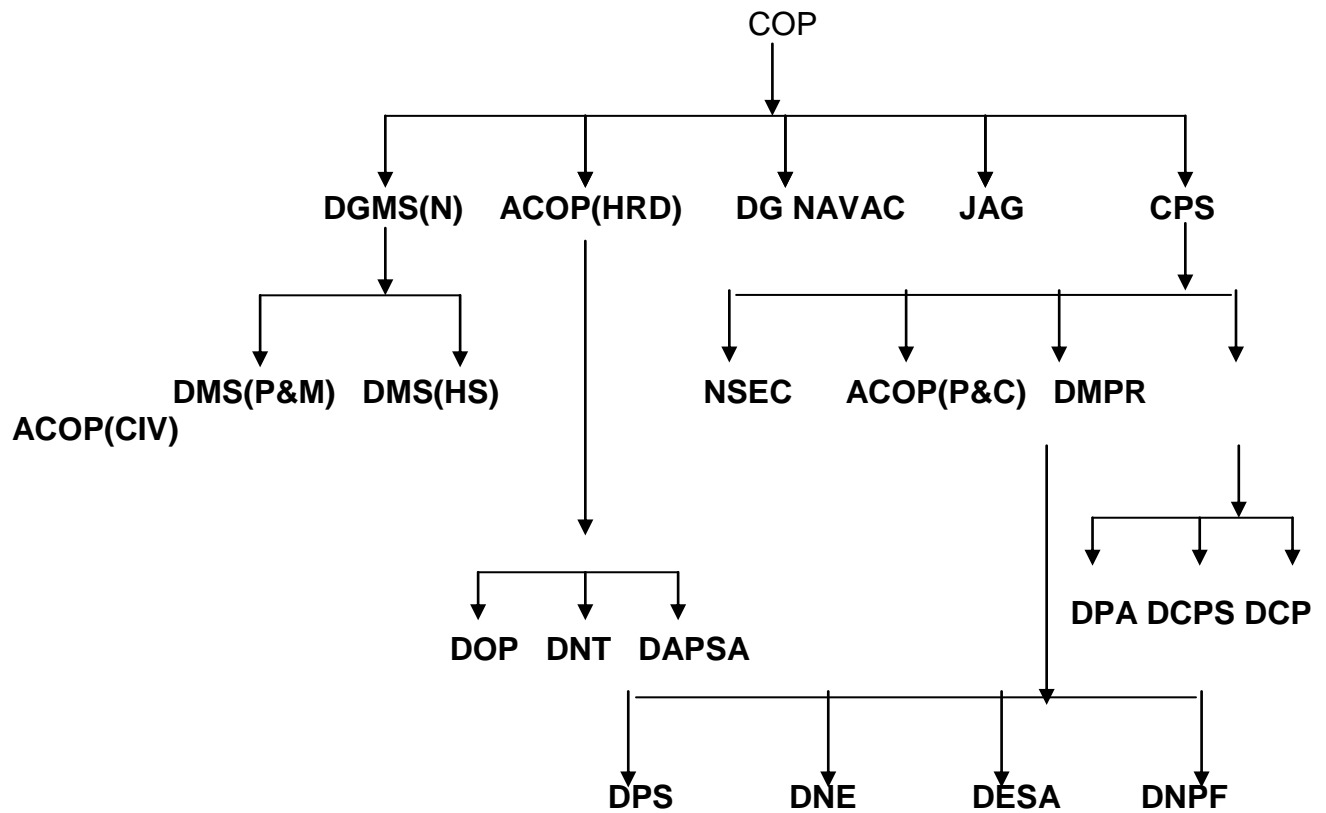 COP
DGMS(N) ACOP(HRD) DG NAVAC JAG CPS
DMS(P&M) DMS(HS) NSEC ACOP(P&C) DMPR
ACOP(CIV)
DPA DCPS DCP
DOP DNT DAPSA
DPS DNE DESA DNPF